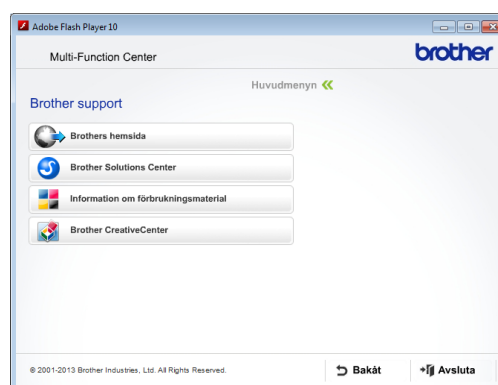 Adobe Flash Player 10
Multi-Function Center
brother
Huvudmenyn
Brother support
Brothers hemsida
Brother Solutions Center
Information om förbrukningsmaterial
Brother CreativeCenter
© 2001-2013 Brother Industries, Ltd. All Rights Reserved.
Bakåt
Avsluta